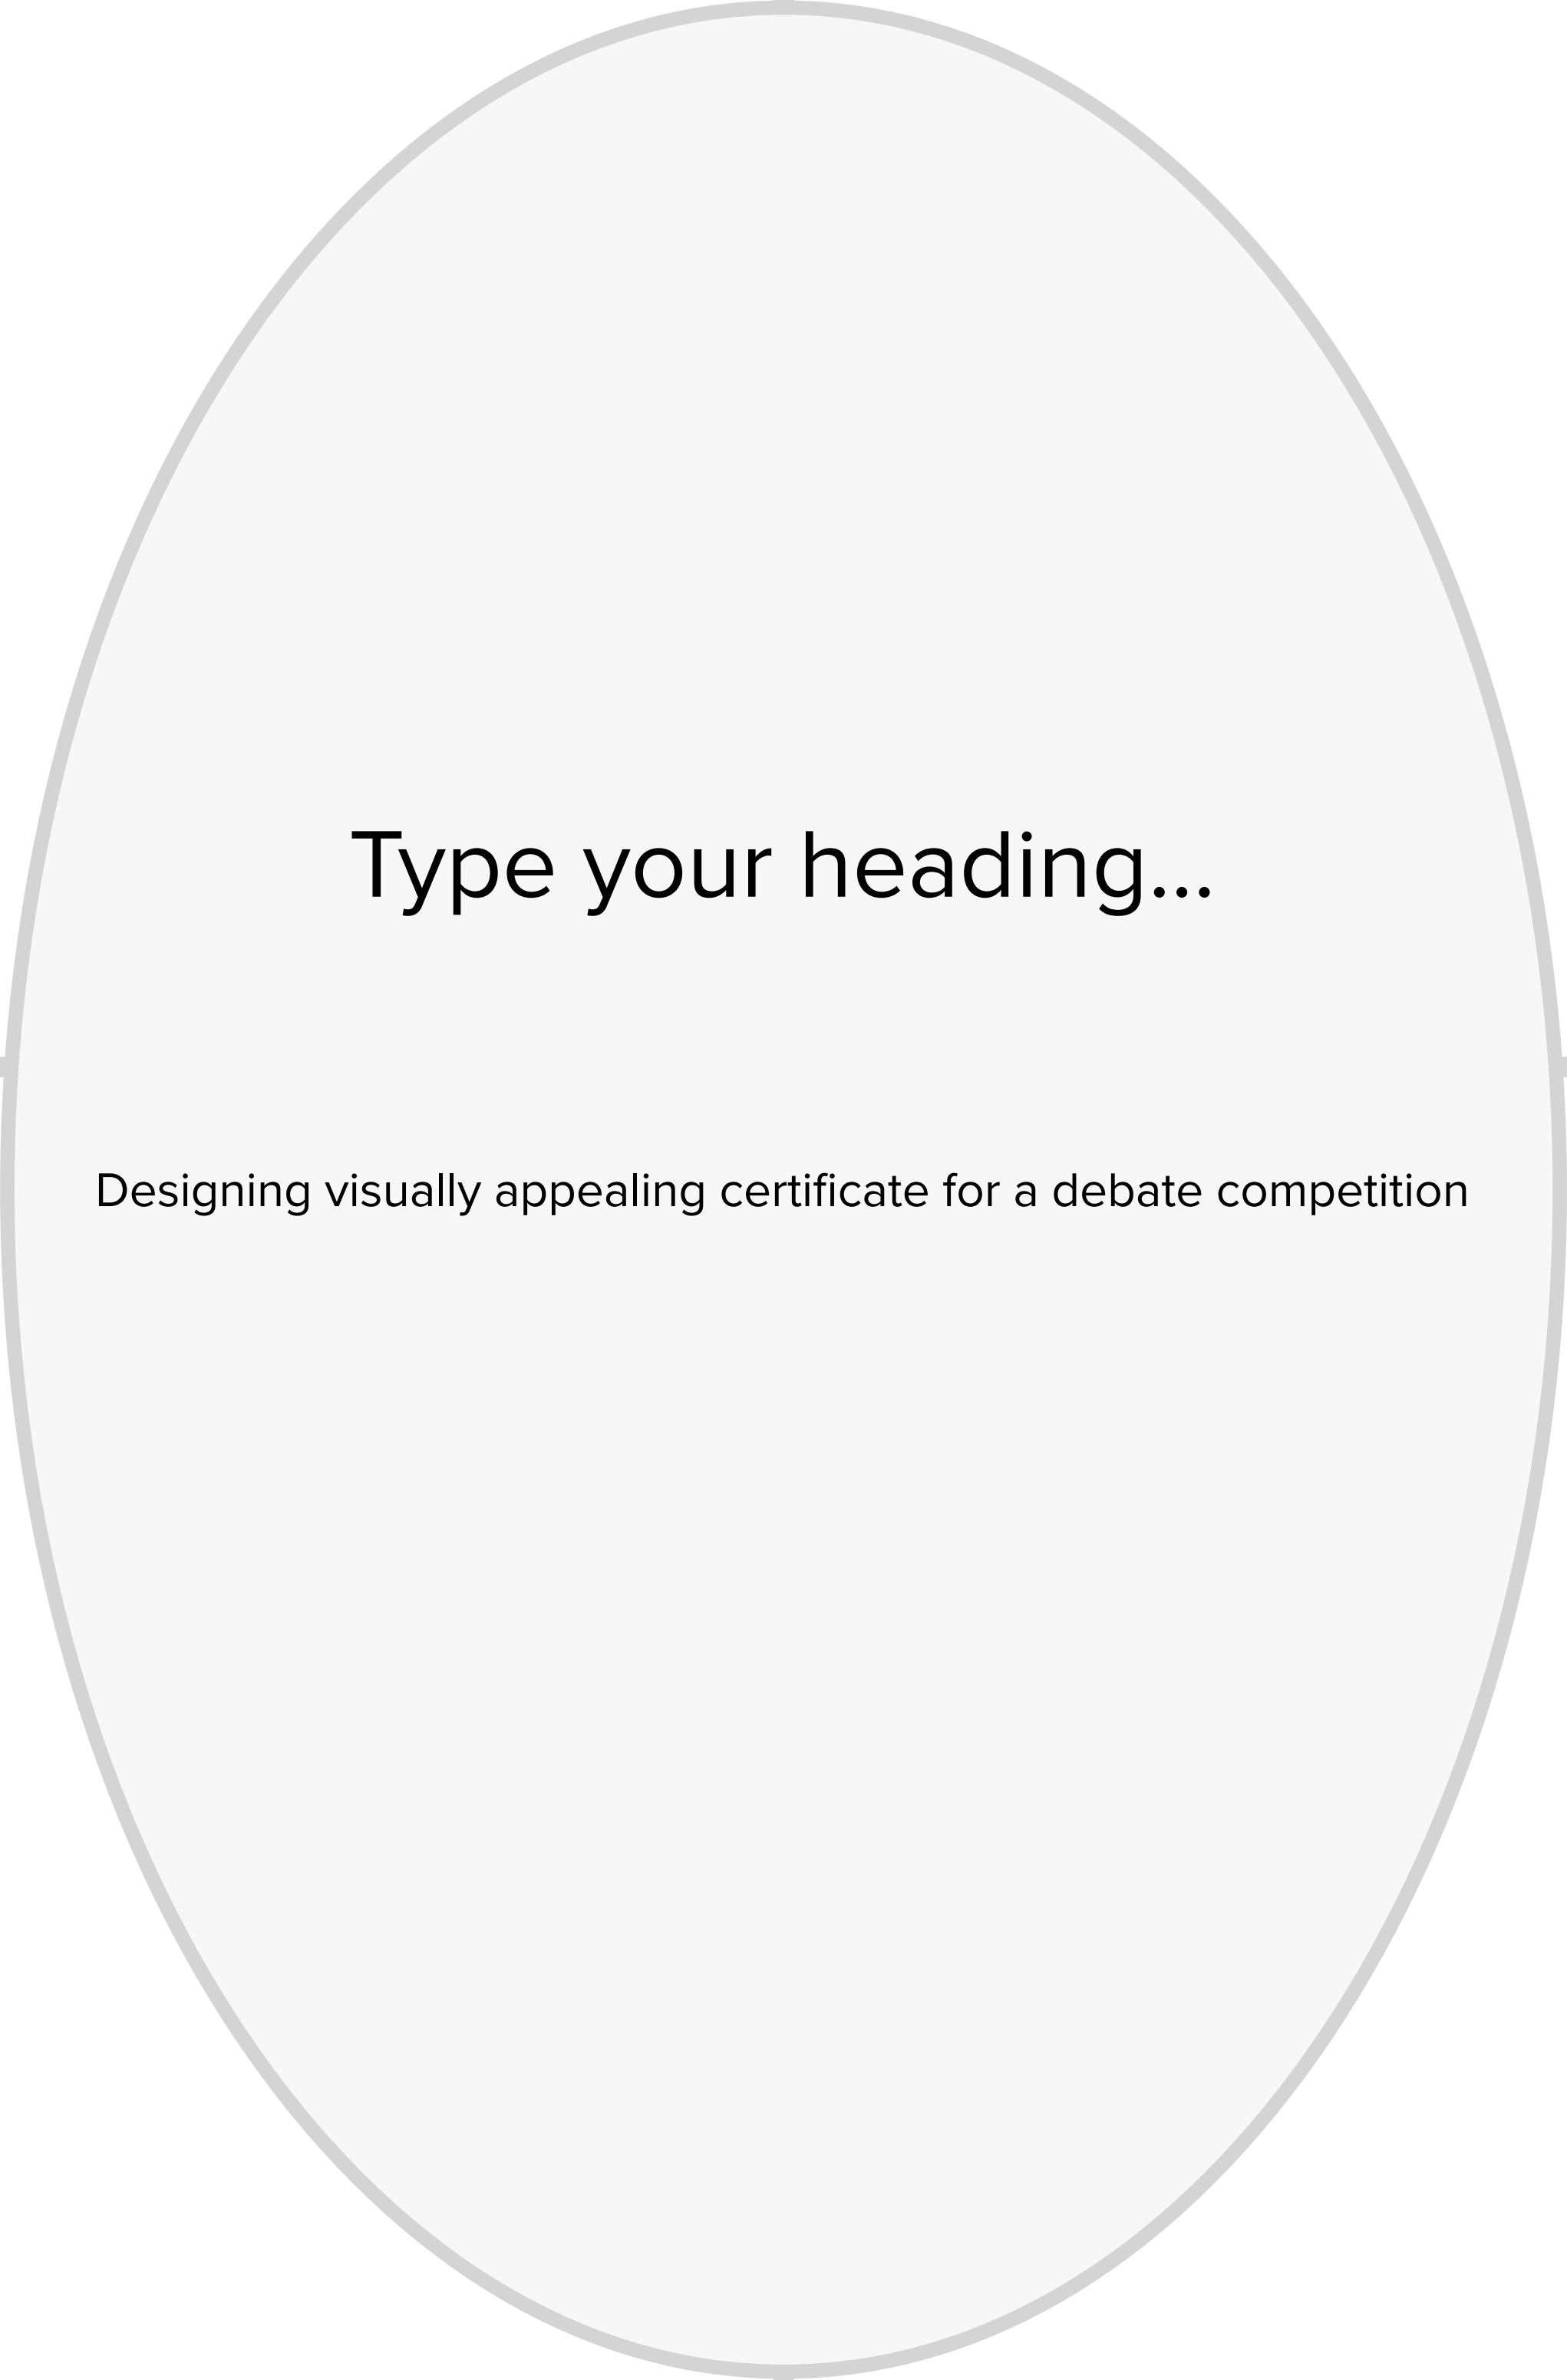 Type your heading...
Designing visually appealing certificate for a debate competition